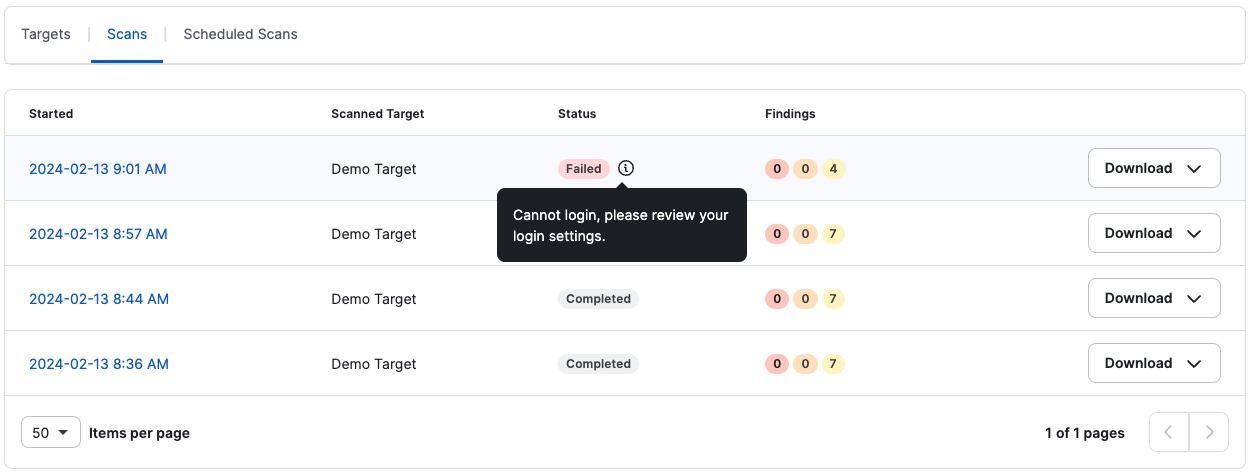 Targets | Scans | Scheduled Scans
Started Scanned Target Status Findings
2024-02-13 9:01 AM Demo Target Failed 0 0 4 Download
Cannot login, please review your
login settings.
2024-02-13 8:57 AM Demo Target 0 0 7 Download
2024-02-13 8:44 AM Demo Target Completed 0 0 7 Download
2024-02-13 8:36 AM Demo Target Completed 0 0 7 Download
50 Items per page 1 of 1 pages